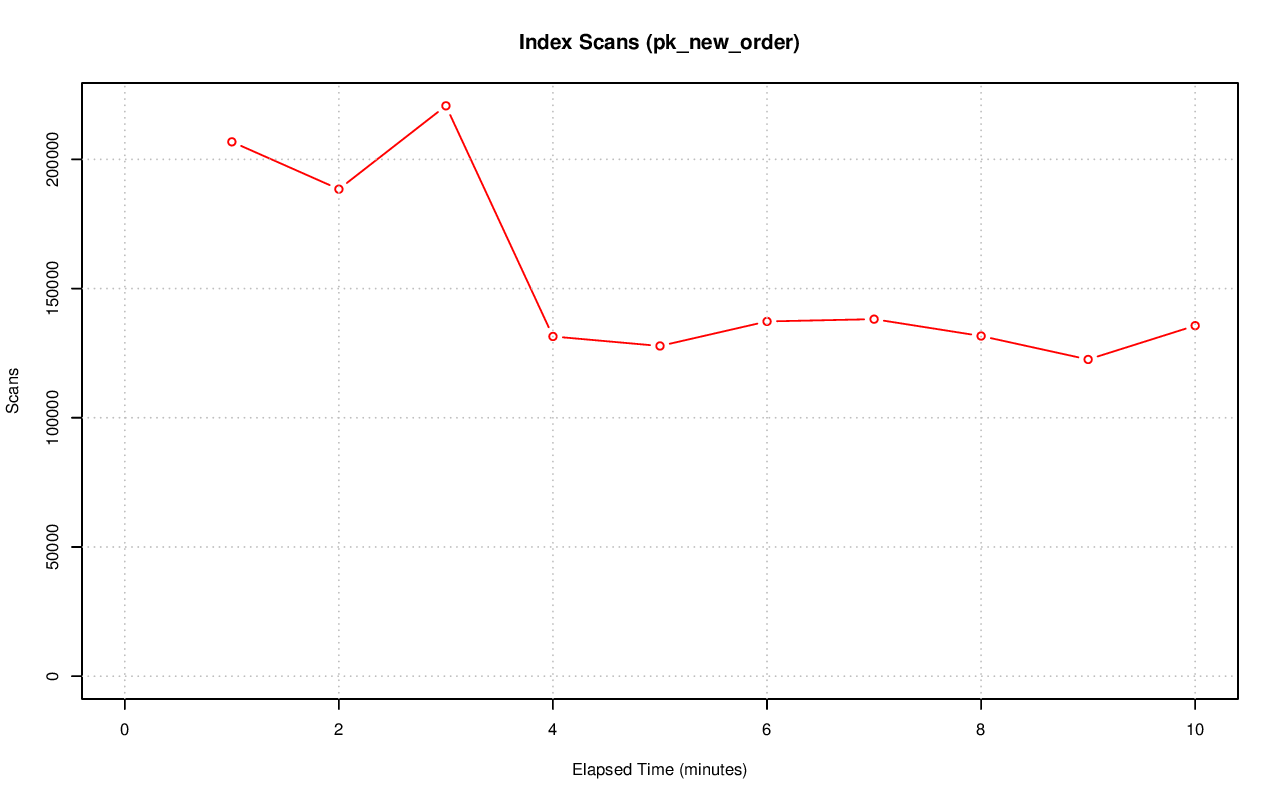 Index Scans (pk_new_order)
200000
150000
100000
50000
0
Scans
0 2 4 6 8 10
Elapsed Time (minutes)